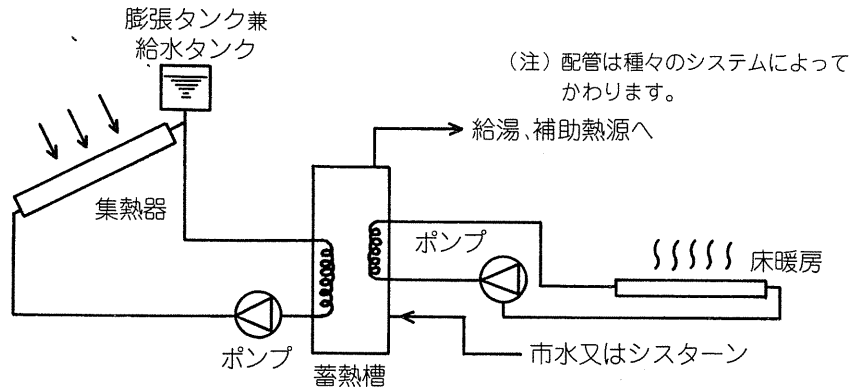 膨張タンク兼
給水タンク
（注）配管は種々のシステムによって
かわります。
給湯、補助熱源へ
集熱器
ポンプ
床暖房
ポンプ
市水又はシスターン
蓄熱槽